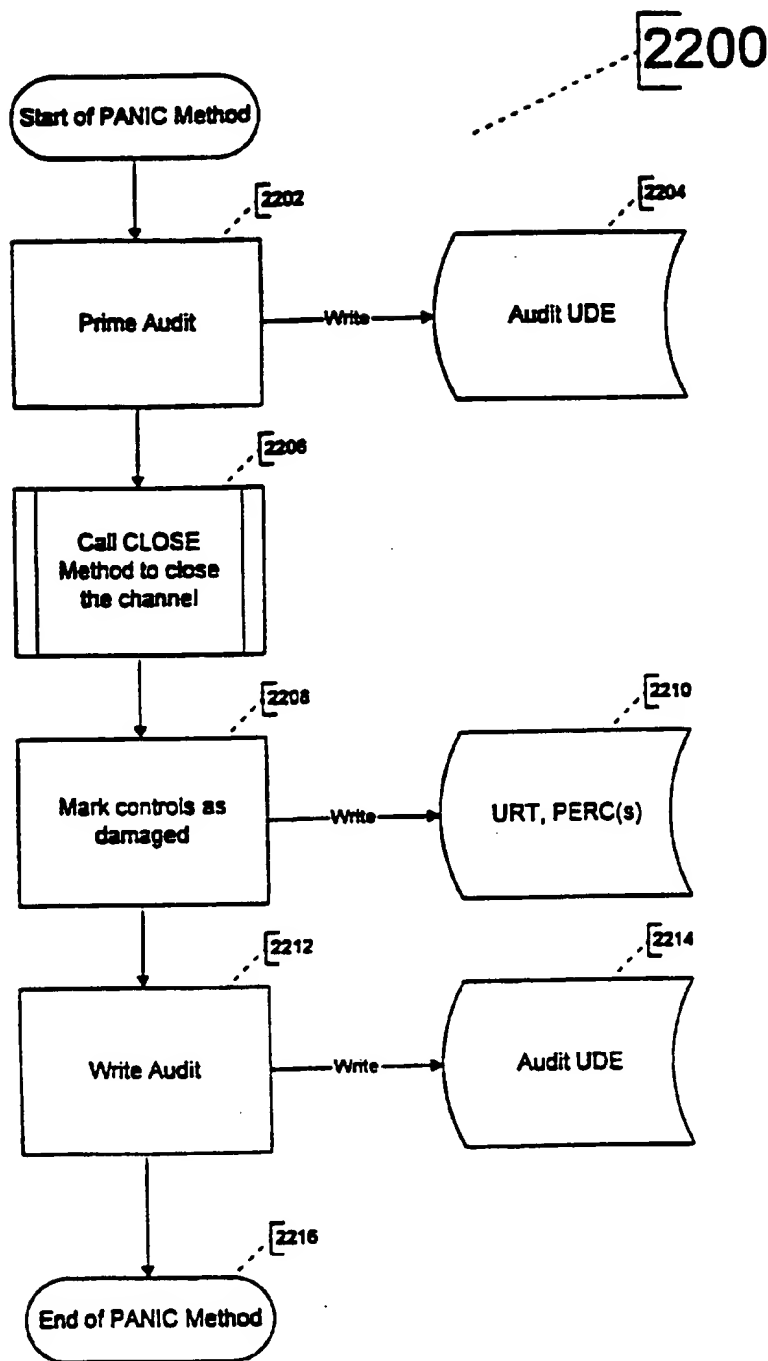 2200
Start of PANIC Method
2202
2204
Prime Audit
Write
Audit UDE
2206
Call CLOSE
Method to close
the channel
2208
2210
Mark controls as
damaged
Write
URT, PERC(s)
2212
2214
Write Audit
Write
Audit UDE
2216
End of PANIC Method